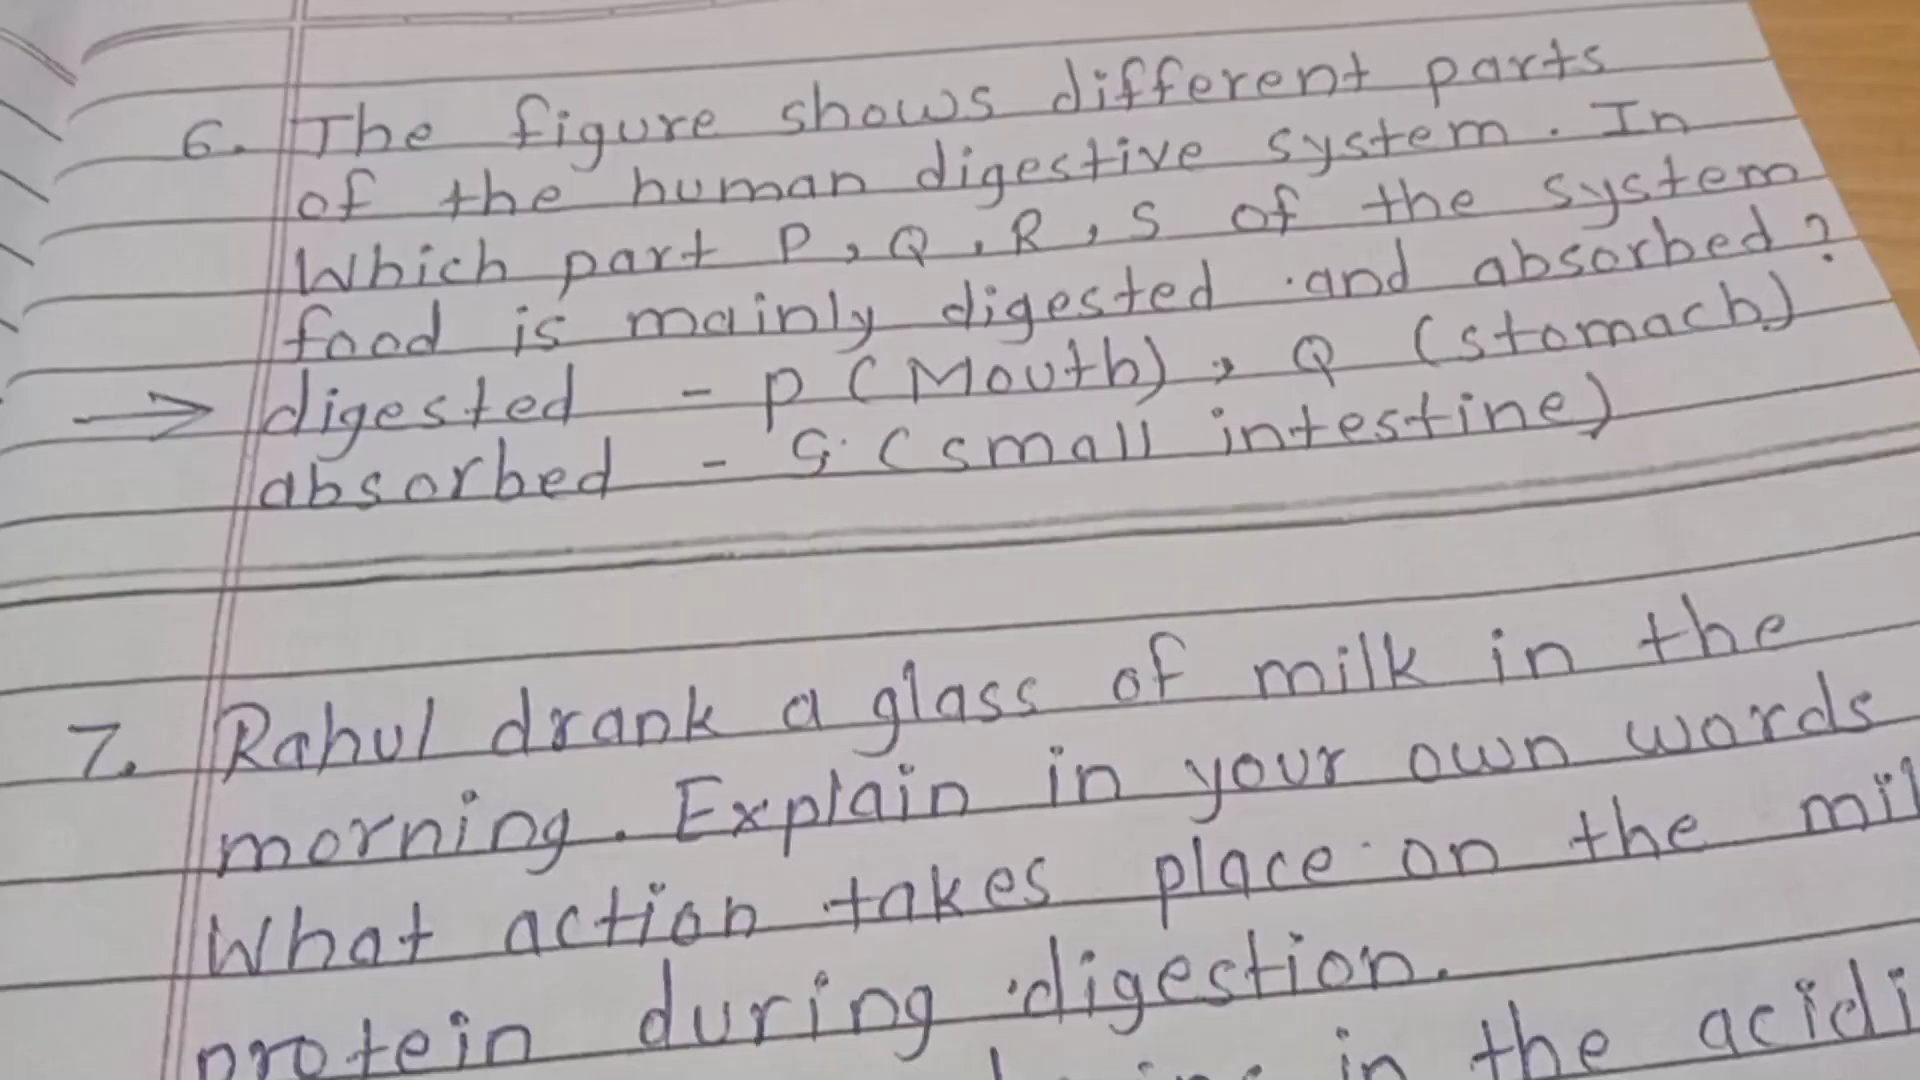 6. The figure shows different parts
of the human digestive system. In
Which part P, Q, R, S of the system
food is mainly digested and absorbed?
→ digested - P (Mouth), Q (stomach)
absorbed - S (small intestine)
7. Rahul drank a glass of milk in the
morning. Explain in your own words
What action takes place on the mil
protein during digestion.
in the acidi